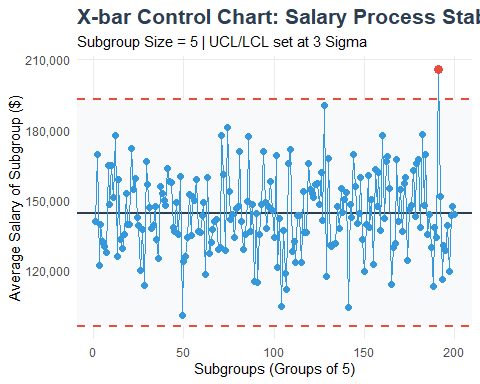 X-bar Control Chart: Salary Process Stab
Subgroup Size = 5 | UCL/LCL set at 3 Sigma
Average Salary of Subgroup ($)
210,000
180,000
150,000
120,000
0
50
100
150
200
Subgroups (Groups of 5)